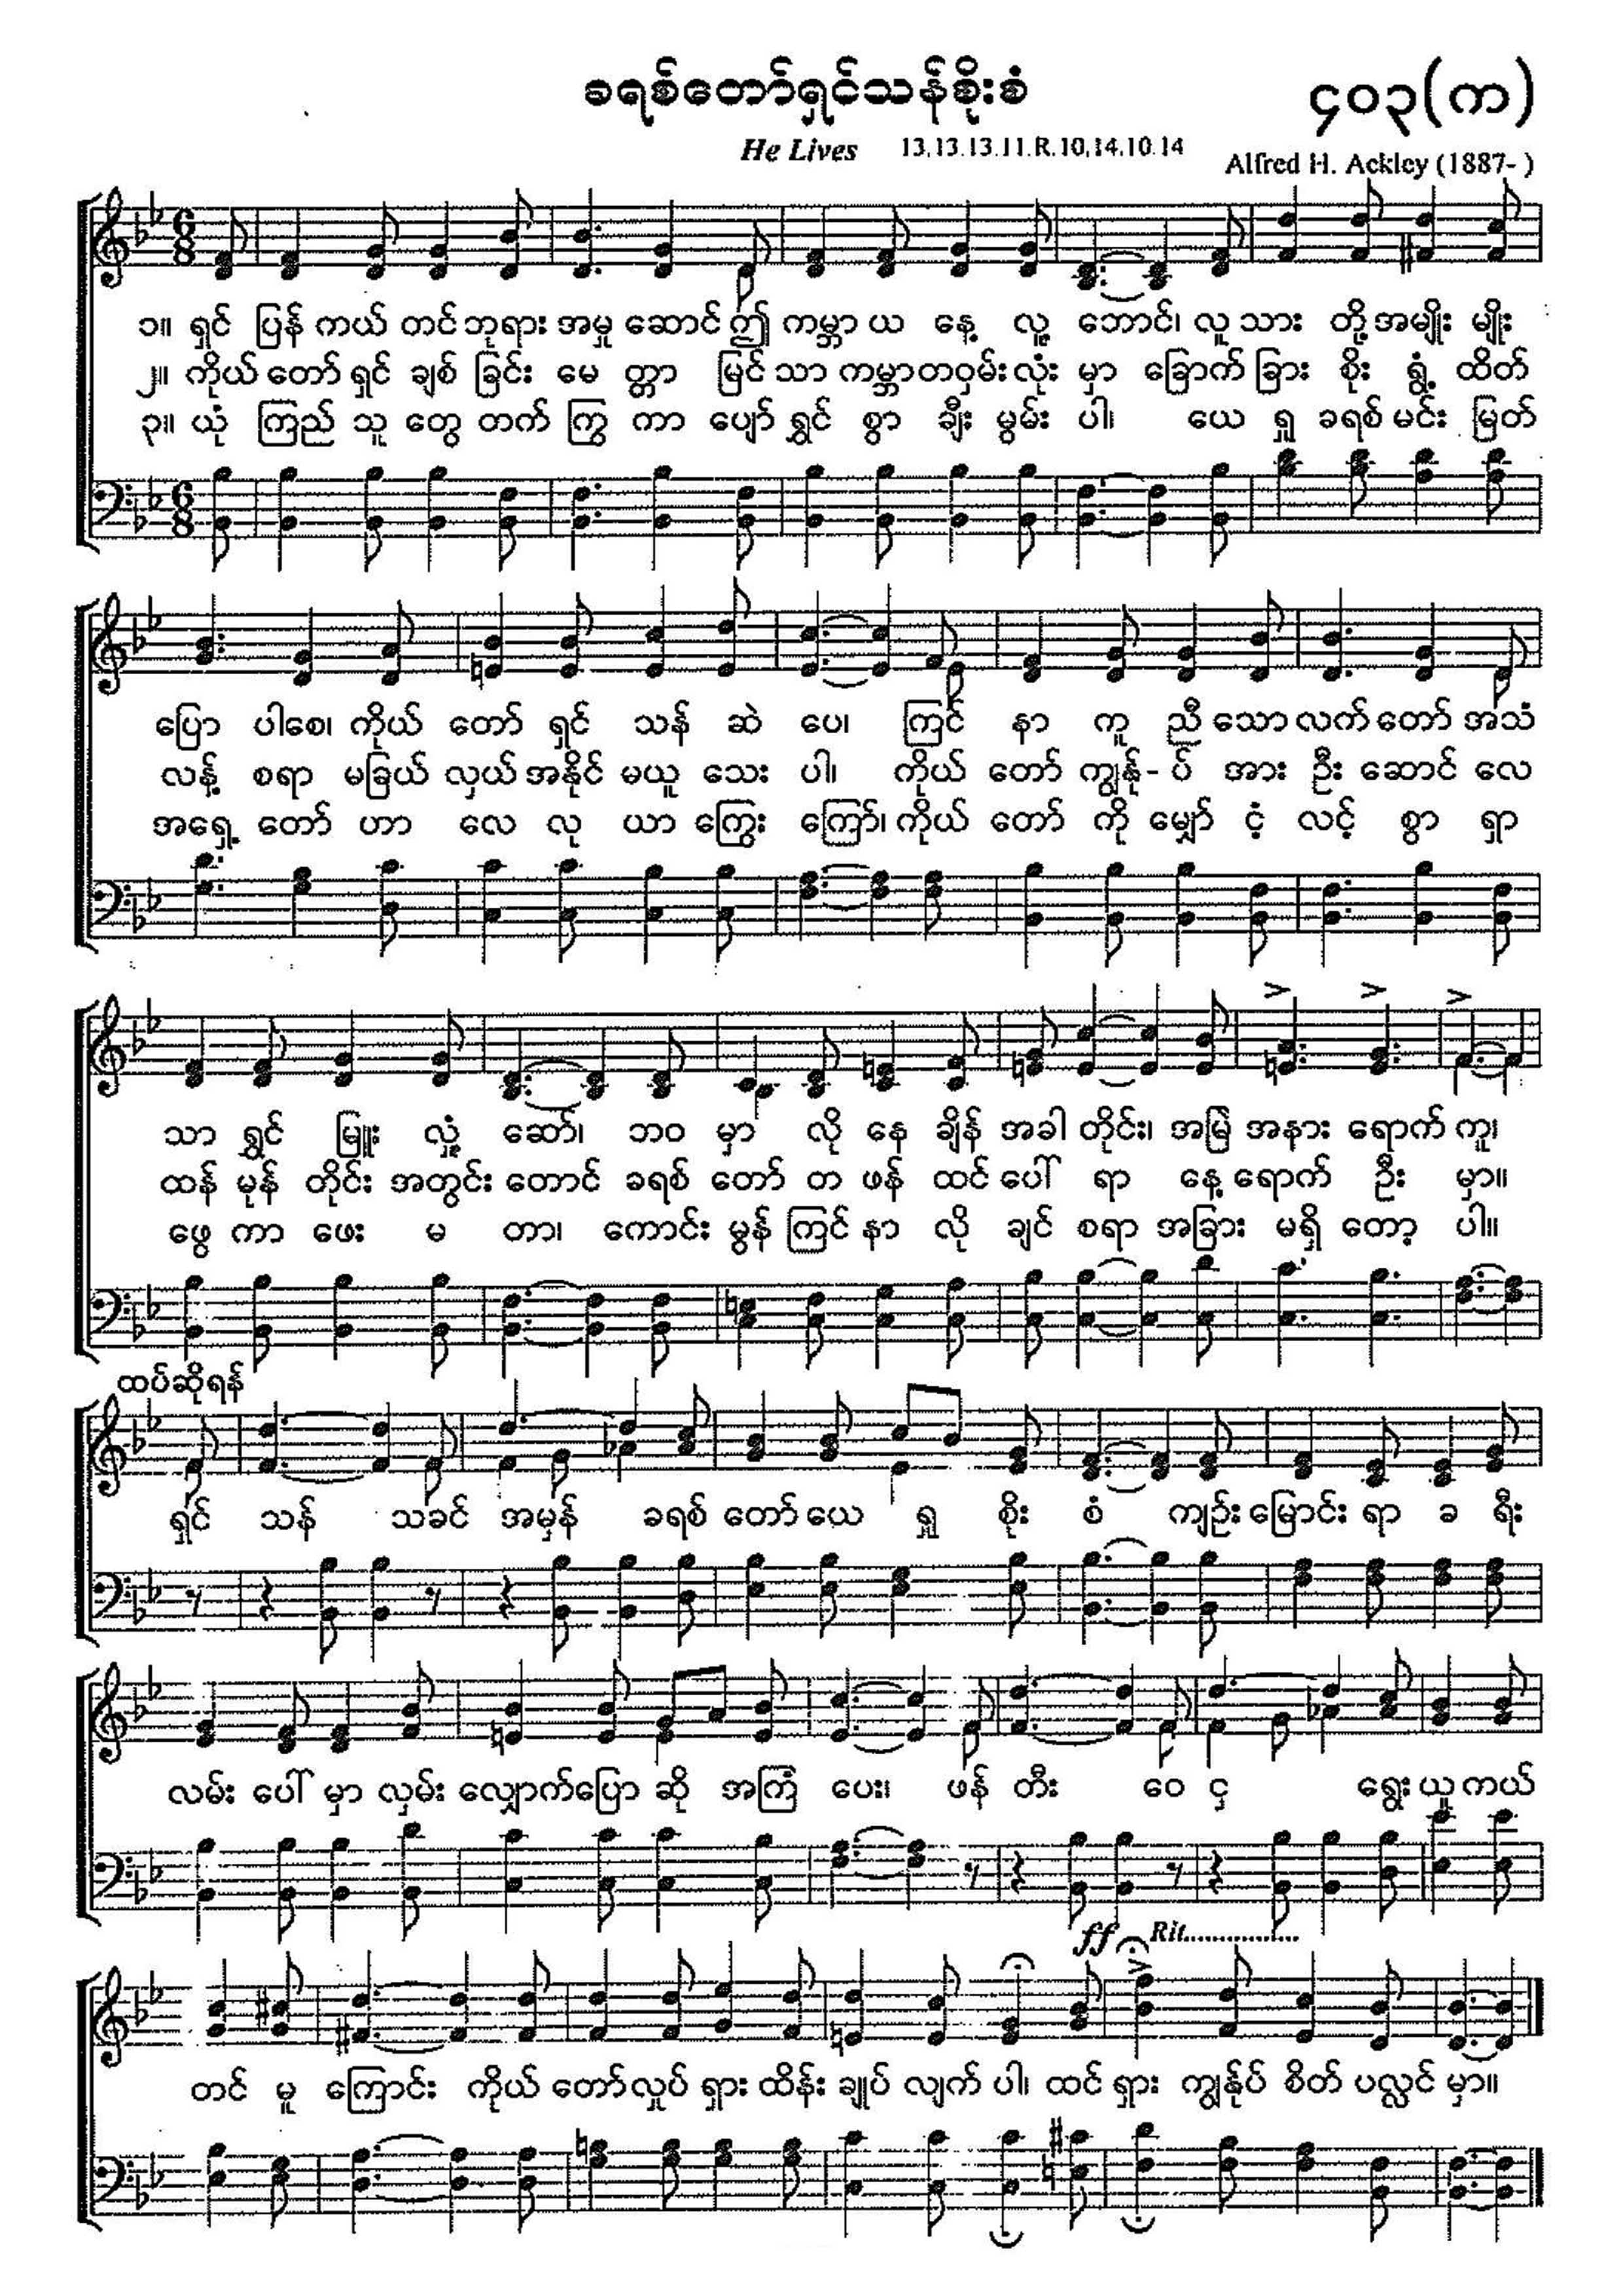 ခရစ်တော်ရှင်သန်စိုးစံ
၄၀၃(က)
He Lives 13,13.13.11.R.10,14.10.14
Alfred H. Ackley (1887- )
၁။ ရှင် ပြန် ကယ် တင် ဘုရား အမှု ဆောင် ဤ ကမ္ဘာ ယ နေ့ လူ့ ဘောင်၊ လူ သား တို့ အမျိုး မျိုး
၂။ ကိုယ် တော် ရှင် ချစ် ခြင်း မေ တ္တာ မြင် သာ ကမ္ဘာ တဝှမ်း လုံး မှာ ခြောက် ခြား စိုး ရွံ့ ထိတ်
၃။ ယုံ ကြည် သူ တွေ တက် ကြွ ကာ ပျော် ရွှင် စွာ ချီး မွမ်း ပါ။ ယေ ရှု ခရစ် မင်း မြတ်
ပြော ပါစေ၊ ကိုယ် တော် ရှင် သန် ဆဲ ပေ၊ ကြင် နာ ကူ ညီ သော လက် တော် အသံ
လန့် စရာ မခြယ် လှယ် အနိုင် မယူ သေး ပါ။ ကိုယ် တော် ကျွန်ု- ပ် အား ဦး ဆောင် လေ
အရှေ့ တော် ဟာ လေ လု ယာ ကြွေး ကြော်၊ ကိုယ် တော် ကို မျှော် ငံ့ လင့် စွာ ရှာ
သာ ရွှင် မြူး လှုံ့ ဆော်၊ ဘဝ မှာ လို နေ ချိန် အခါ တိုင်း၊ အမြဲ အနား ရောက် ကူ၊
ထန် မုန် တိုင်း အတွင်း တောင် ခရစ် တော် တ ဖန် ထင် ပေါ် ရာ နေ့ ရောက် ဦး မှာ။
ဖွေ ကာ ဖေး မ တာ၊ ကောင်း မွန် ကြင် နာ လို ချင် စရာ အခြား မရှိ တော့ ပါ။
ထပ်ဆိုရန်
ရှင် သန် သခင် အမှန် ခရစ် တော် ယေ ရှု စိုး စံ ကျဉ်း မြောင်း ရာ ခ ရီး
လမ်း ပေါ် မှာ လှမ်း လျှောက် ပြော ဆို အကြံ ပေး၊ ဖန် တီး ဝေ ငှ ရွေး ယူ ကယ်
ff Rit................
တင် မူ ကြောင်း ကိုယ် တော် လှုပ် ရှား ထိန်း ချုပ် လျက် ပါ၊ ထင် ရှား ကျွန်ုပ် စိတ် ပလ္လင် မှာ။